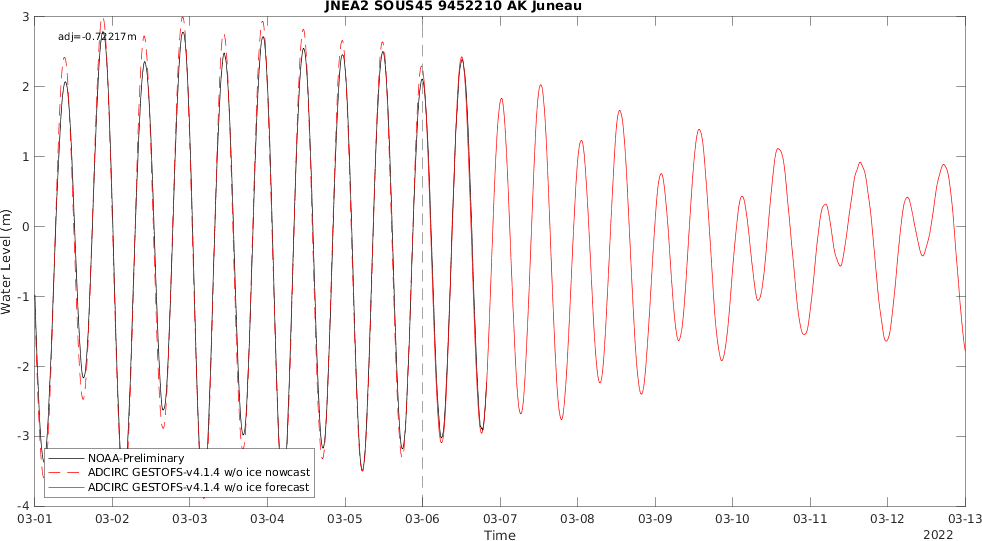 JNEA2 SOUS45 9452210 AK Juneau
adj=-0.72217m
3
2
1
0
-1
-2
-3
-4
Water Level (m)
NOAA-Preliminary
ADCIRC GESTOFS-v4.1.4 w/o ice nowcast
ADCIRC GESTOFS-v4.1.4 w/o ice forecast
03-01 03-02 03-03 03-04 03-05 03-06 03-07 03-08 03-09 03-10 03-11 03-12 03-13
Time
2022